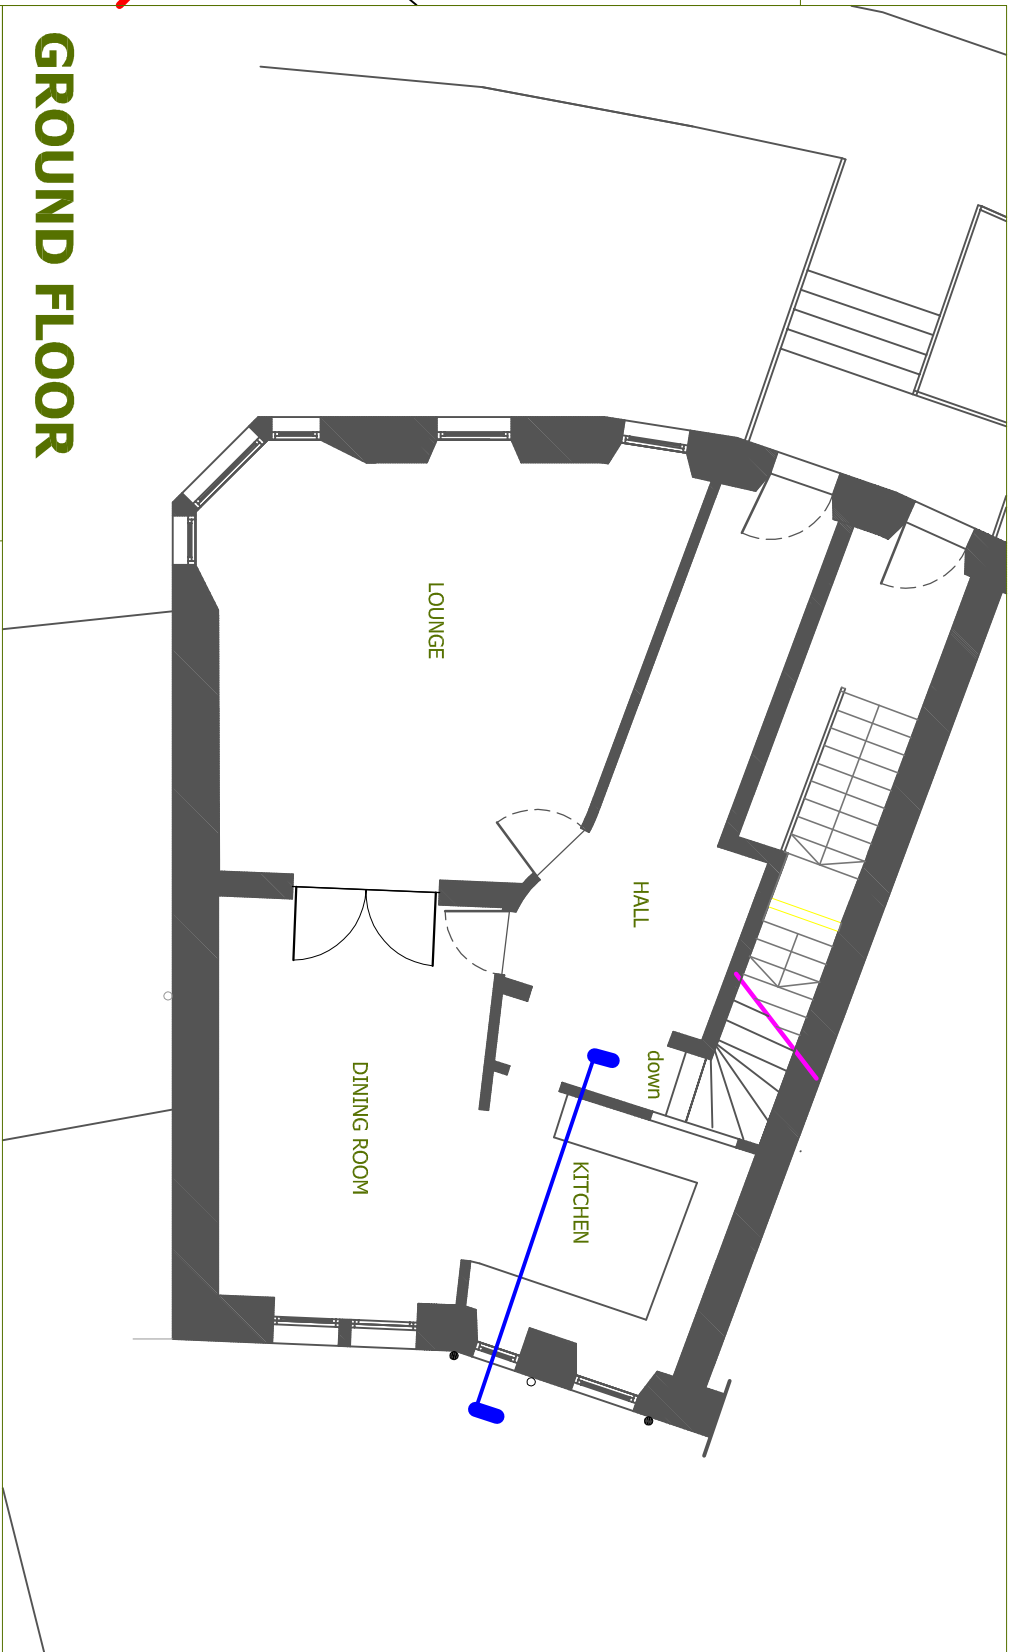 GROUND FLOOR
LOUNGE
HALL
down
DINING ROOM
KITCHEN